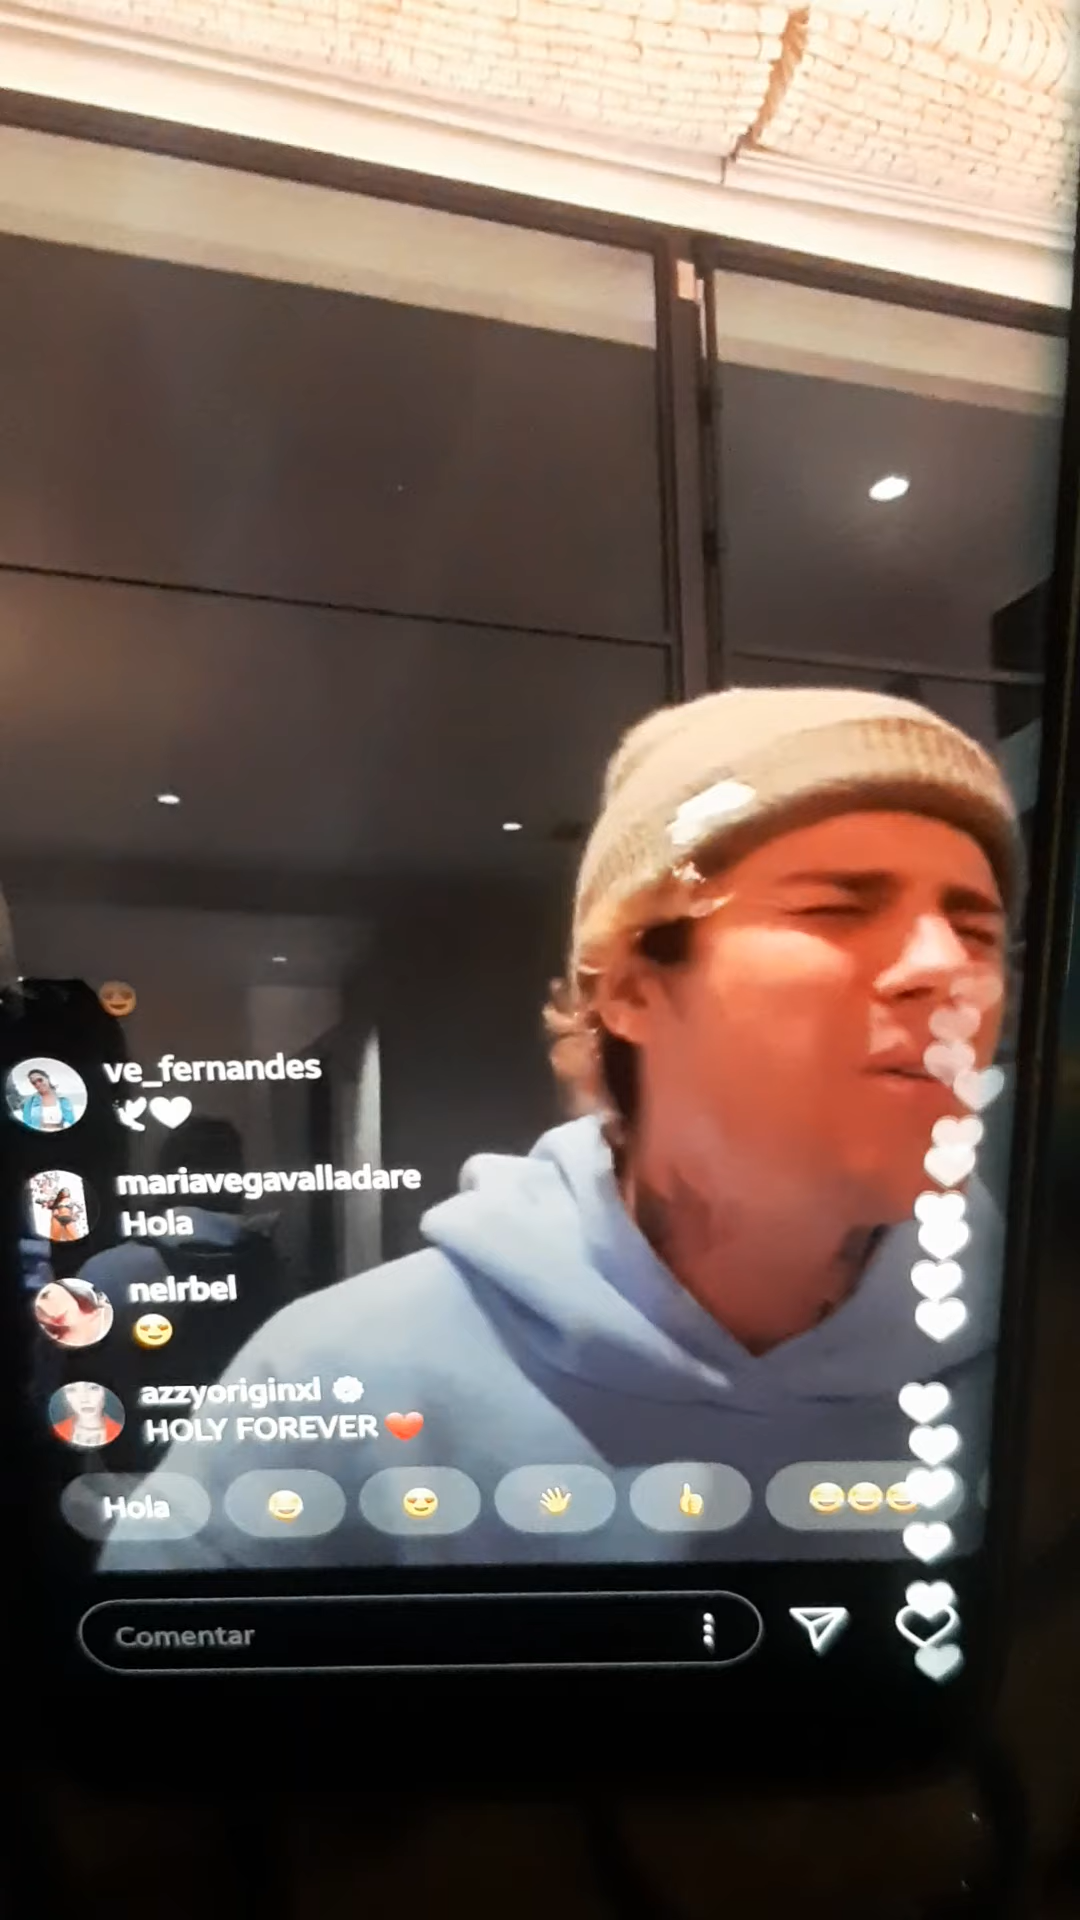 ve_fernandes
mariavegavalladare
Hola
nelrbel
azzyoriginxl
HOLY FOREVER
Hola
Comentar